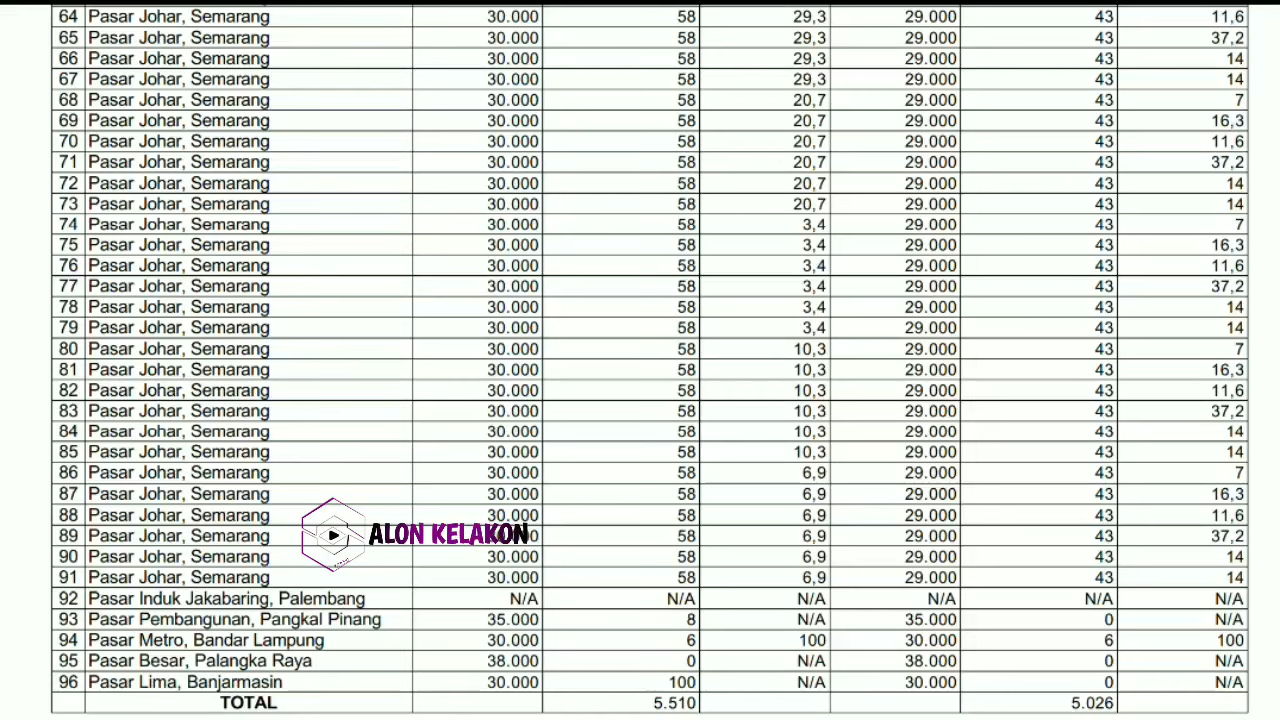 64 Pasar Johar, Semarang 30.000 58 29,3 29.000 43 11,6
65 Pasar Johar, Semarang 30.000 58 29,3 29.000 43 37,2
66 Pasar Johar, Semarang 30.000 58 29,3 29.000 43 14
67 Pasar Johar, Semarang 30.000 58 29,3 29.000 43 14
68 Pasar Johar, Semarang 30.000 58 20,7 29.000 43 7
69 Pasar Johar, Semarang 30.000 58 20,7 29.000 43 16,3
70 Pasar Johar, Semarang 30.000 58 20,7 29.000 43 11,6
71 Pasar Johar, Semarang 30.000 58 20,7 29.000 43 37,2
72 Pasar Johar, Semarang 30.000 58 20,7 29.000 43 14
73 Pasar Johar, Semarang 30.000 58 20,7 29.000 43 14
74 Pasar Johar, Semarang 30.000 58 3,4 29.000 43 7
75 Pasar Johar, Semarang 30.000 58 3,4 29.000 43 16,3
76 Pasar Johar, Semarang 30.000 58 3,4 29.000 43 11,6
77 Pasar Johar, Semarang 30.000 58 3,4 29.000 43 37,2
78 Pasar Johar, Semarang 30.000 58 3,4 29.000 43 14
79 Pasar Johar, Semarang 30.000 58 3,4 29.000 43 14
80 Pasar Johar, Semarang 30.000 58 10,3 29.000 43 7
81 Pasar Johar, Semarang 30.000 58 10,3 29.000 43 16,3
82 Pasar Johar, Semarang 30.000 58 10,3 29.000 43 11,6
83 Pasar Johar, Semarang 30.000 58 10,3 29.000 43 37,2
84 Pasar Johar, Semarang 30.000 58 10,3 29.000 43 14
85 Pasar Johar, Semarang 30.000 58 10,3 29.000 43 14
86 Pasar Johar, Semarang 30.000 58 6,9 29.000 43 7
87 Pasar Johar, Semarang 30.000 58 6,9 29.000 43 16,3
88 Pasar Johar, Semarang 30.000 58 6,9 29.000 43 11,6
89 Pasar Johar, Semarang 58 6,9 29.000 43 37,2
ALON KELAKON
90 Pasar Johar, Semarang 30.000 58 6,9 29.000 43 14
91 Pasar Johar, Semarang 30.000 58 6,9 29.000 43 14
92 Pasar Induk Jakabaring, Palembang N/A N/A N/A N/A N/A N/A
93 Pasar Pembangunan, Pangkal Pinang 35.000 8 N/A 35.000 0 N/A
94 Pasar Metro, Bandar Lampung 30.000 6 100 30.000 6 100
95 Pasar Besar, Palangka Raya 38.000 0 N/A 38.000 0 N/A
96 Pasar Lima, Banjarmasin 30.000 100 N/A 30.000 0 N/A
TOTAL 5.510 5.026